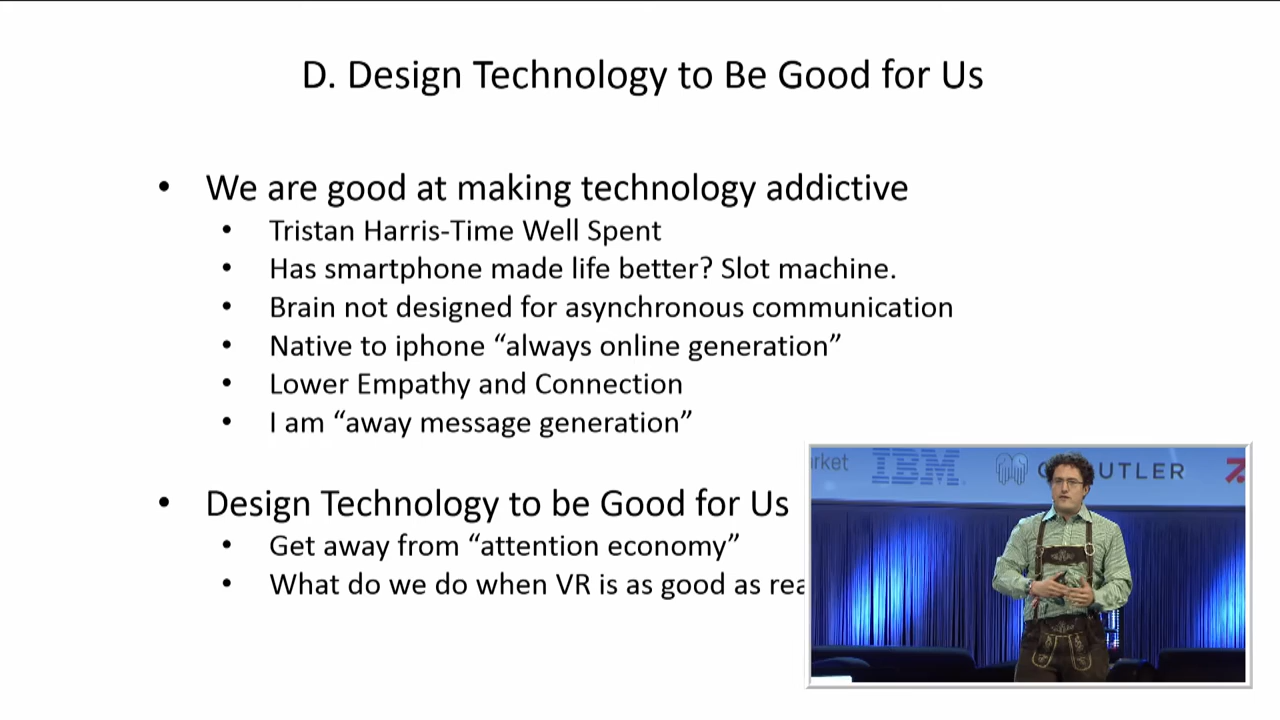 D. Design Technology to Be Good for Us
• We are good at making technology addictive
• Tristan Harris-Time Well Spent
• Has smartphone made life better? Slot machine.
• Brain not designed for asynchronous communication
• Native to iphone “always online generation”
• Lower Empathy and Connection
• I am “away message generation”
• Design Technology to be Good for Us
• Get away from “attention economy”
• What do we do when VR is as good as
IBM